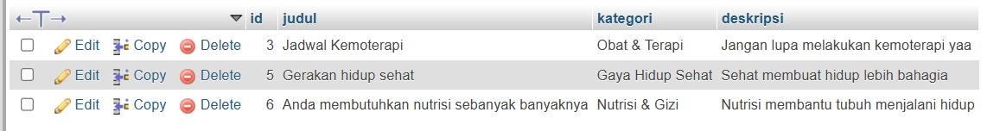 id judul kategori deskripsi
Edit Copy Delete 3 Jadwal Kemoterapi Obat & Terapi Jangan lupa melakukan kemoterapi yaa
Edit Copy Delete 5 Gerakan hidup sehat Gaya Hidup Sehat Sehat membuat hidup lebih bahagia
Edit Copy Delete 6 Anda membutuhkan nutrisi sebanyak banyaknya Nutrisi & Gizi Nutrisi membantu tubuh menjalani hidup